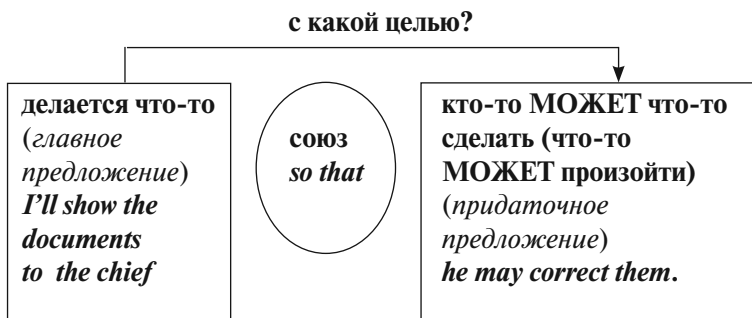 с какой целью?
делается что-то
(главное
предложение)
I'll show the
documents
to the chief
союз
so that
кто-то МОЖЕТ что-то
сделать (что-то
МОЖЕТ произойти)
(придаточное
предложение)
he may correct them.